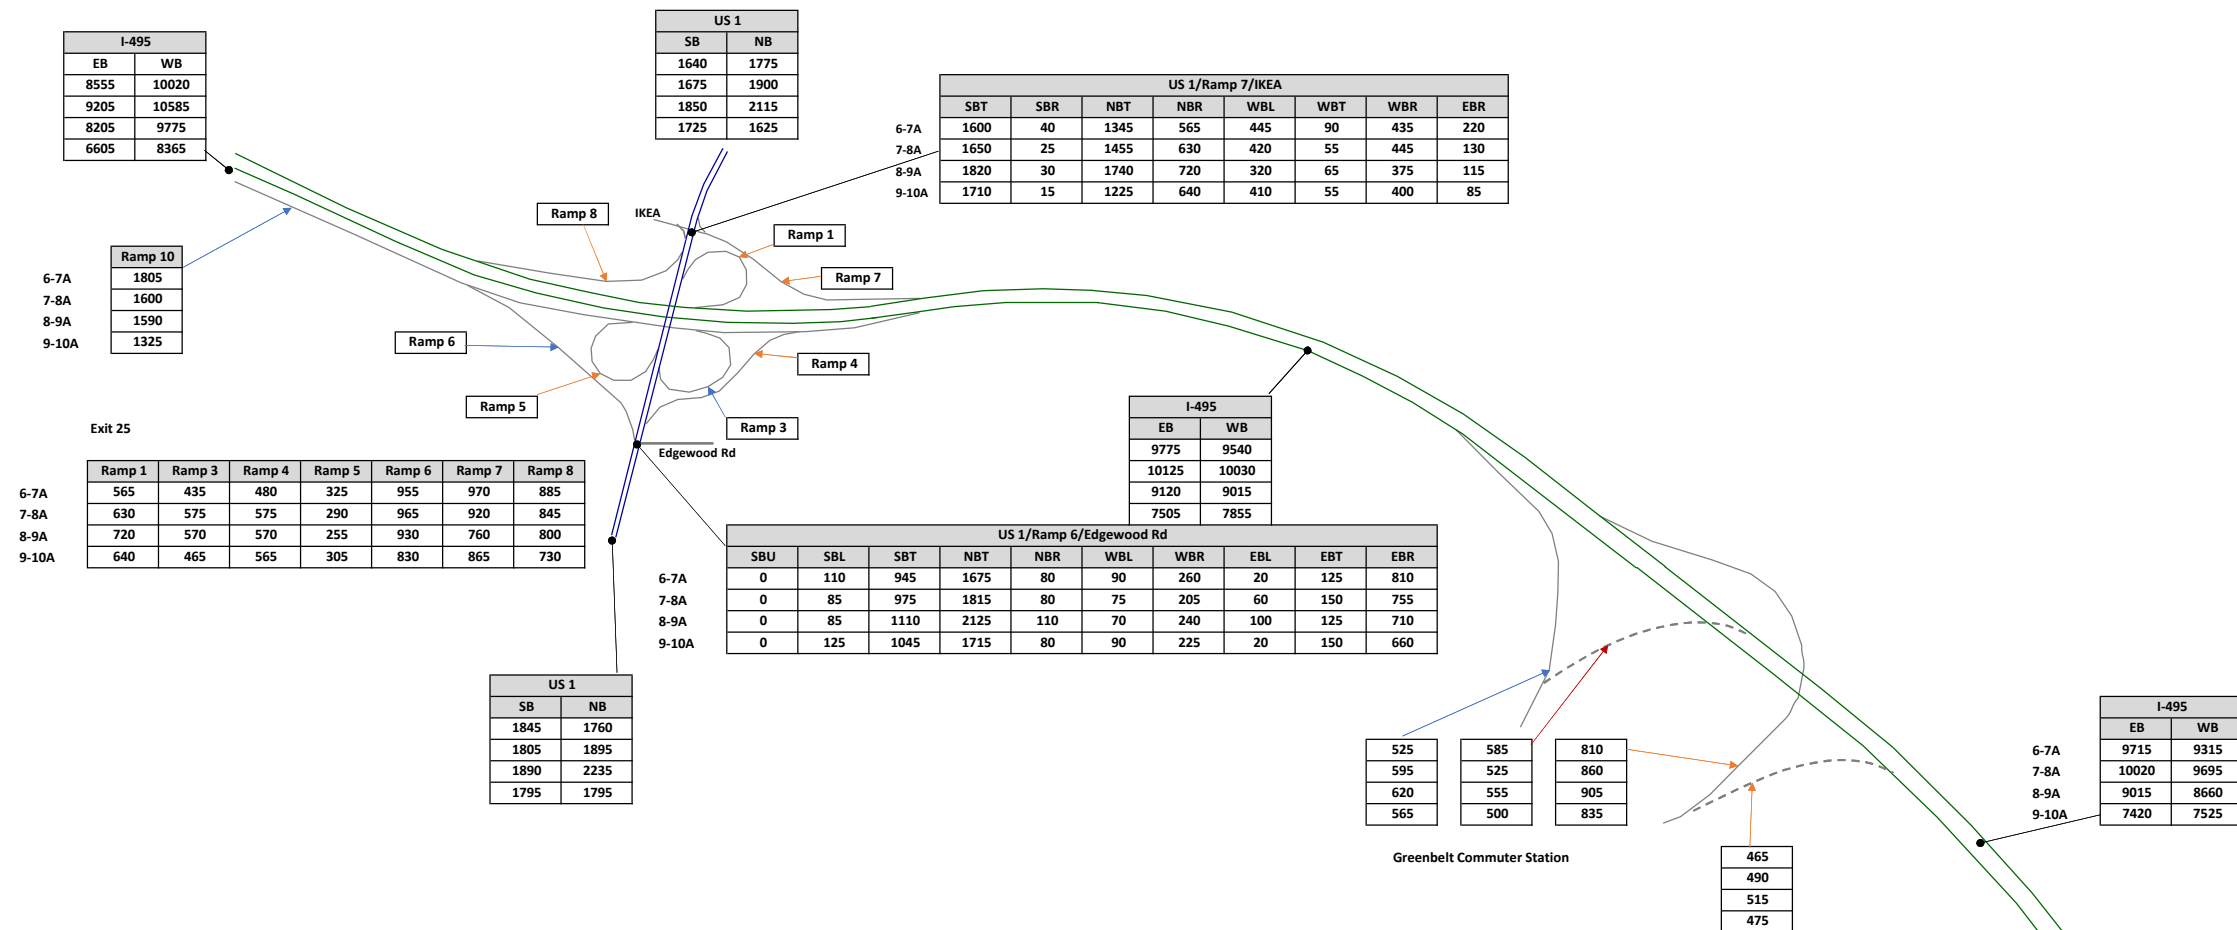 US 1
SB NB
1640 1775
1675 1900
1850 2115
1725 1625
I-495
EB WB
8555 10020
9205 10585
8205 9775
6605 8365
US 1/Ramp 7/IKEA
SBT SBR NBT NBR WBL WBT WBR EBR
6-7A 1600 40 1345 565 445 90 435 220
7-8A 1650 25 1455 630 420 55 445 130
8-9A 1820 30 1740 720 320 65 375 115
9-10A 1710 15 1225 640 410 55 400 85
Ramp 8
IKEA
Ramp 1
Ramp 7
Ramp 10
6-7A 1805
7-8A 1600
8-9A 1590
9-10A 1325
Ramp 6
Ramp 4
Ramp 5
Ramp 3
Exit 25
Edgewood Rd
Ramp 1 Ramp 3 Ramp 4 Ramp 5 Ramp 6 Ramp 7 Ramp 8
6-7A 565 435 480 325 955 970 885
7-8A 630 575 575 290 965 920 845
8-9A 720 570 570 255 930 760 800
9-10A 640 465 565 305 830 865 730
I-495
EB WB
9775 9540
10125 10030
9120 9015
7505 7855
US 1/Ramp 6/Edgewood Rd
SBU SBL SBT NBT NBR WBL WBR EBL EBT EBR
6-7A 0 110 945 1675 80 90 260 20 125 810
7-8A 0 85 975 1815 80 75 205 60 150 755
8-9A 0 85 1110 2125 110 70 240 100 125 710
9-10A 0 125 1045 1715 80 90 225 20 150 660
US 1
SB NB
1845 1760
1805 1895
1890 2235
1795 1795
525 585 810
595 525 860
620 555 905
565 500 835
I-495
EB WB
6-7A 9715 9315
7-8A 10020 9695
8-9A 9015 8660
9-10A 7420 7525
Greenbelt Commuter Station
465
490
515
475